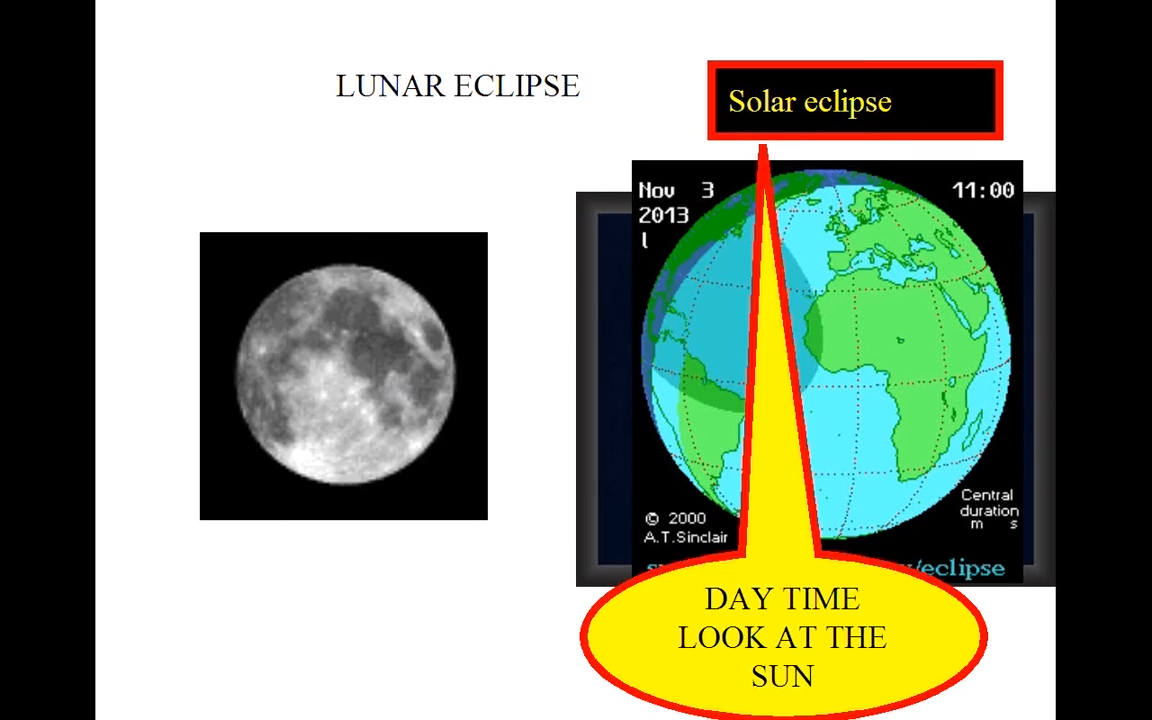 LUNAR ECLIPSE
Solar eclipse
Nov 3
11:00
2013
© 2000
A.T.Sinclair
Central
duration
m s
/eclipse
DAY TIME
LOOK AT THE
SUN